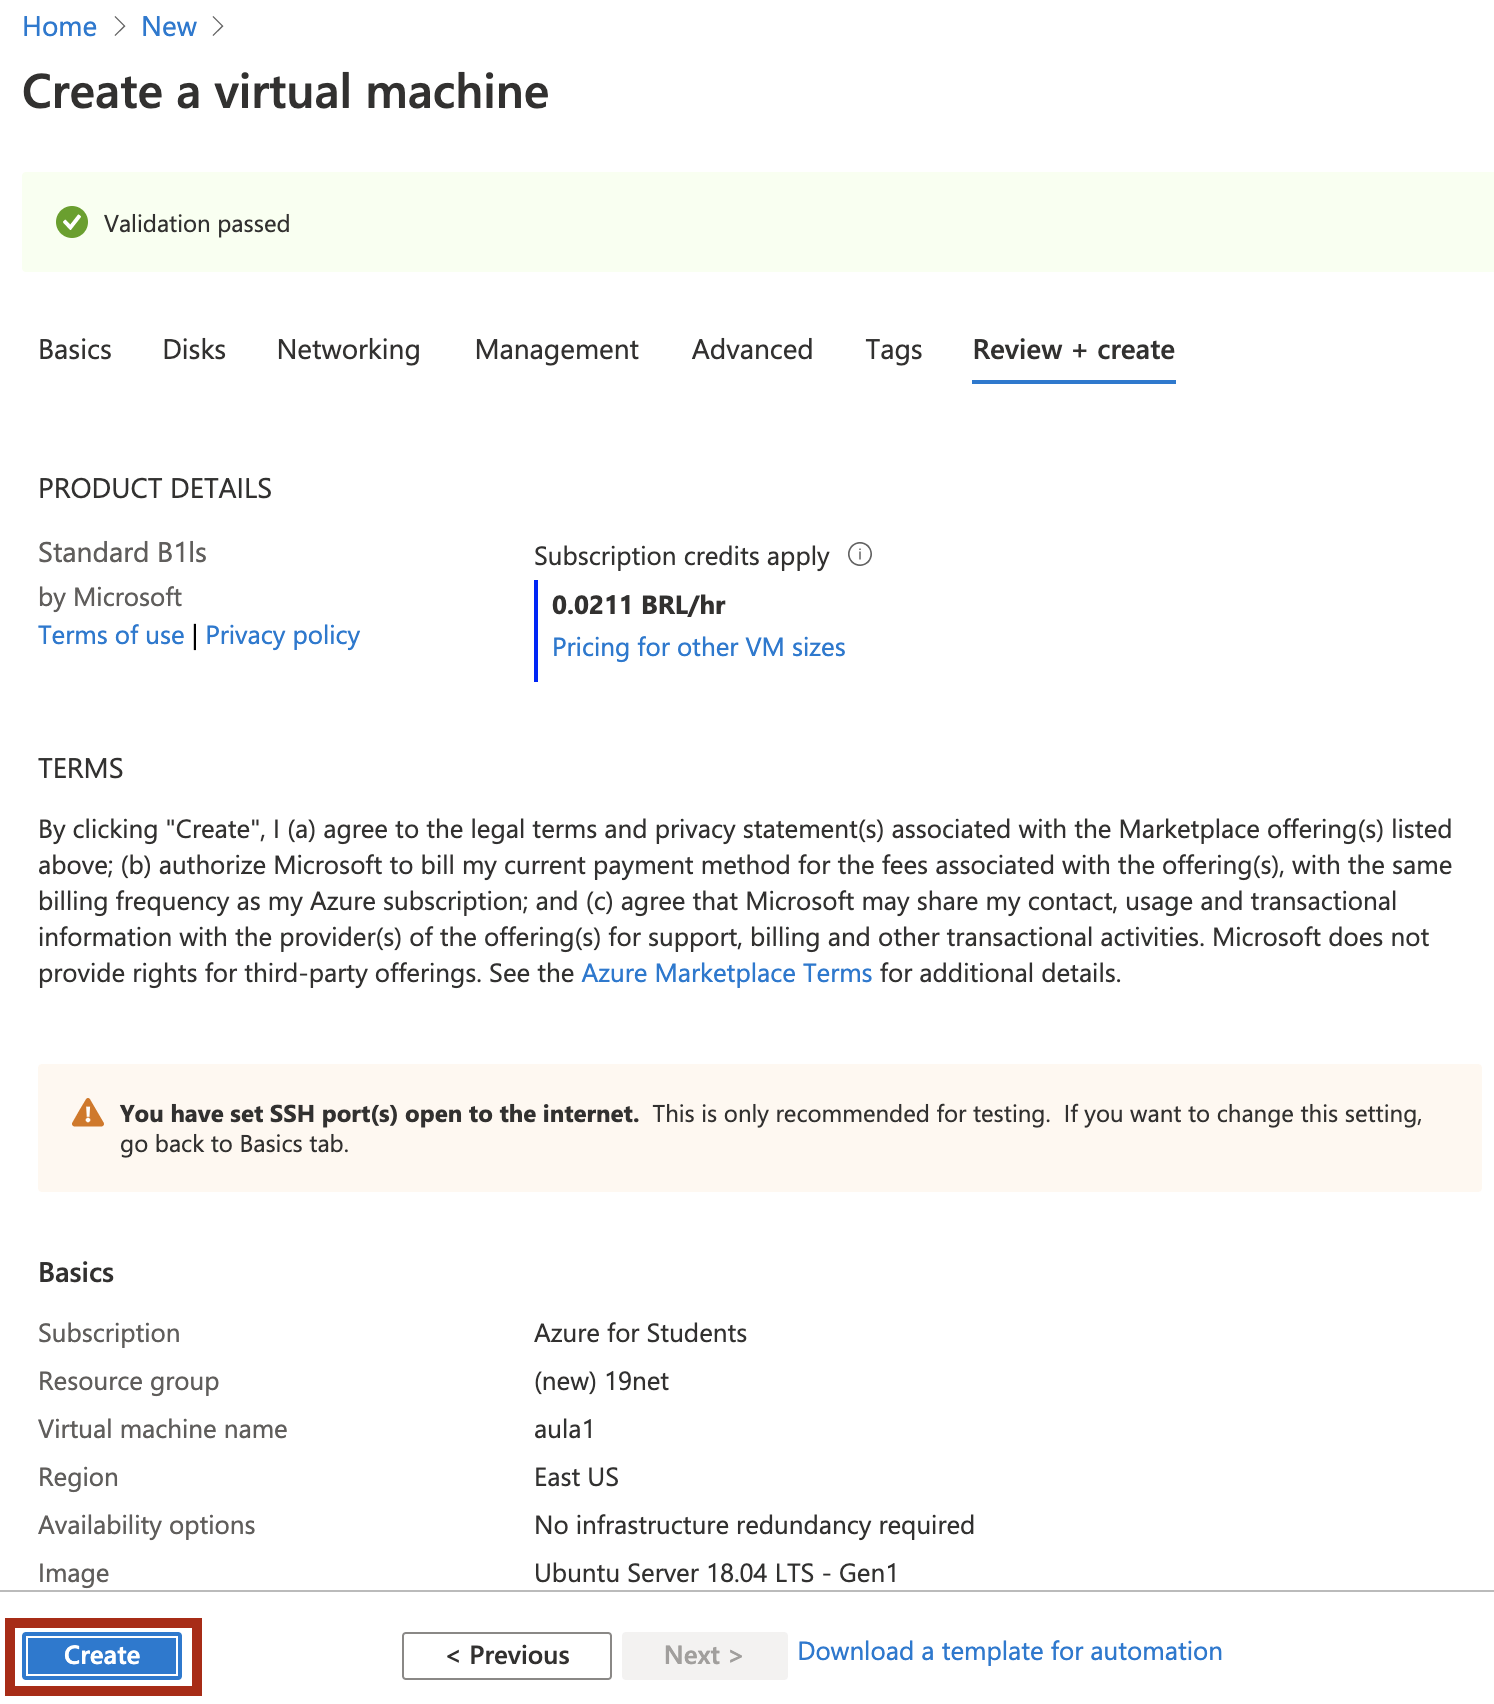 Home > New >
Create a virtual machine
Validation passed
Basics Disks Networking Management Advanced Tags Review + create
PRODUCT DETAILS
Standard B1ls
by Microsoft
Terms of use | Privacy policy
Subscription credits apply
0.0211 BRL/hr
Pricing for other VM sizes
TERMS
By clicking "Create", I (a) agree to the legal terms and privacy statement(s) associated with the Marketplace offering(s) listed
above; (b) authorize Microsoft to bill my current payment method for the fees associated with the offering(s), with the same
billing frequency as my Azure subscription; and (c) agree that Microsoft may share my contact, usage and transactional
information with the provider(s) of the offering(s) for support, billing and other transactional activities. Microsoft does not
provide rights for third-party offerings. See the Azure Marketplace Terms for additional details.
You have set SSH port(s) open to the internet. This is only recommended for testing. If you want to change this setting,
go back to Basics tab.
Basics
Subscription Azure for Students
Resource group (new) 19net
Virtual machine name aula1
Region East US
Availability options No infrastructure redundancy required
Image Ubuntu Server 18.04 LTS - Gen1
Create < Previous Next > Download a template for automation